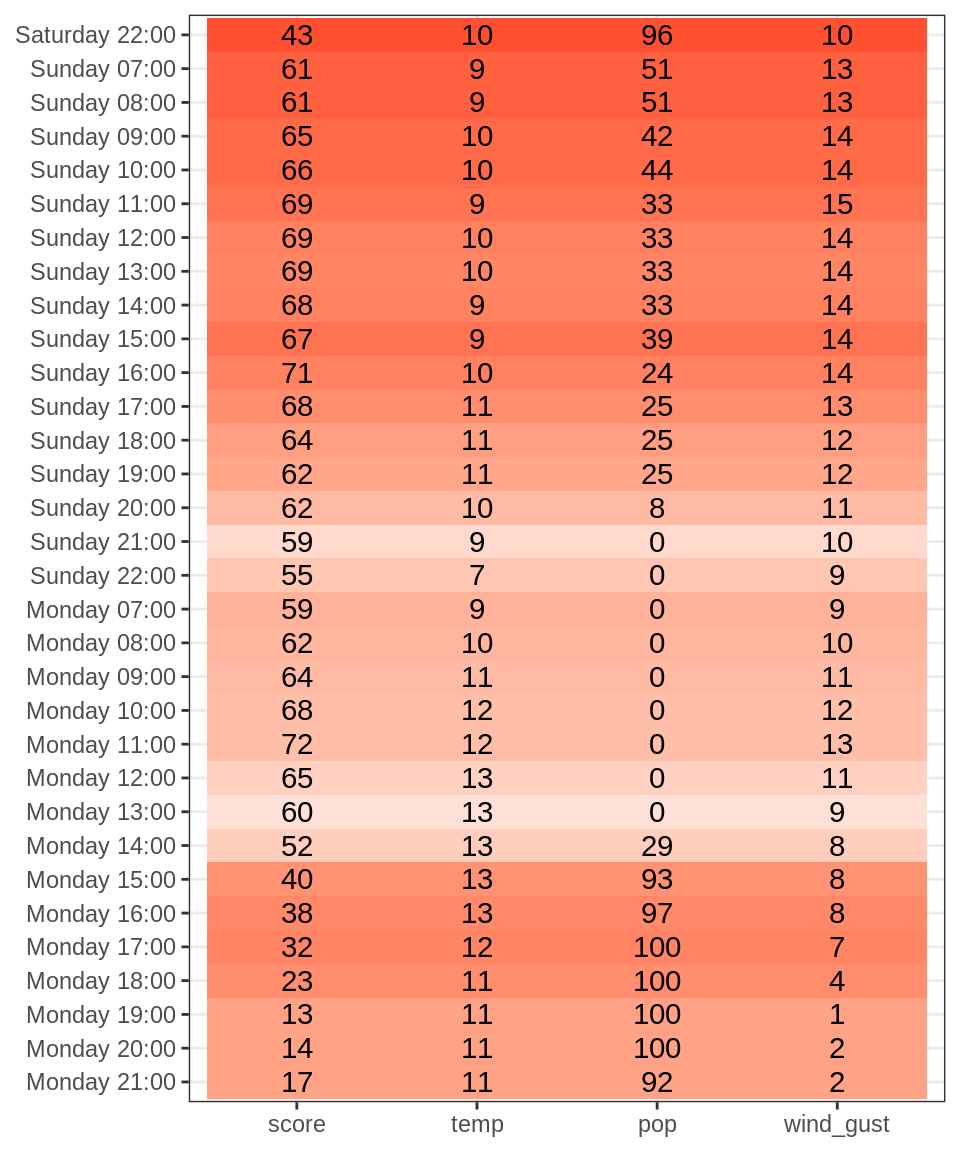 Saturday 22:00 43 10 96 10
Sunday 07:00 61 9 51 13
Sunday 08:00 61 9 51 13
Sunday 09:00 65 10 42 14
Sunday 10:00 66 10 44 14
Sunday 11:00 69 9 33 15
Sunday 12:00 69 10 33 14
Sunday 13:00 69 10 33 14
Sunday 14:00 68 9 33 14
Sunday 15:00 67 9 39 14
Sunday 16:00 71 10 24 14
Sunday 17:00 68 11 25 13
Sunday 18:00 64 11 25 12
Sunday 19:00 62 11 25 12
Sunday 20:00 62 10 8 11
Sunday 21:00 59 9 0 10
Sunday 22:00 55 7 0 9
Monday 07:00 59 9 0 9
Monday 08:00 62 10 0 10
Monday 09:00 64 11 0 11
Monday 10:00 68 12 0 12
Monday 11:00 72 12 0 13
Monday 12:00 65 13 0 11
Monday 13:00 60 13 0 9
Monday 14:00 52 13 29 8
Monday 15:00 40 13 93 8
Monday 16:00 38 13 97 8
Monday 17:00 32 12 100 7
Monday 18:00 23 11 100 4
Monday 19:00 13 11 100 1
Monday 20:00 14 11 100 2
Monday 21:00 17 11 92 2
score temp pop wind_gust